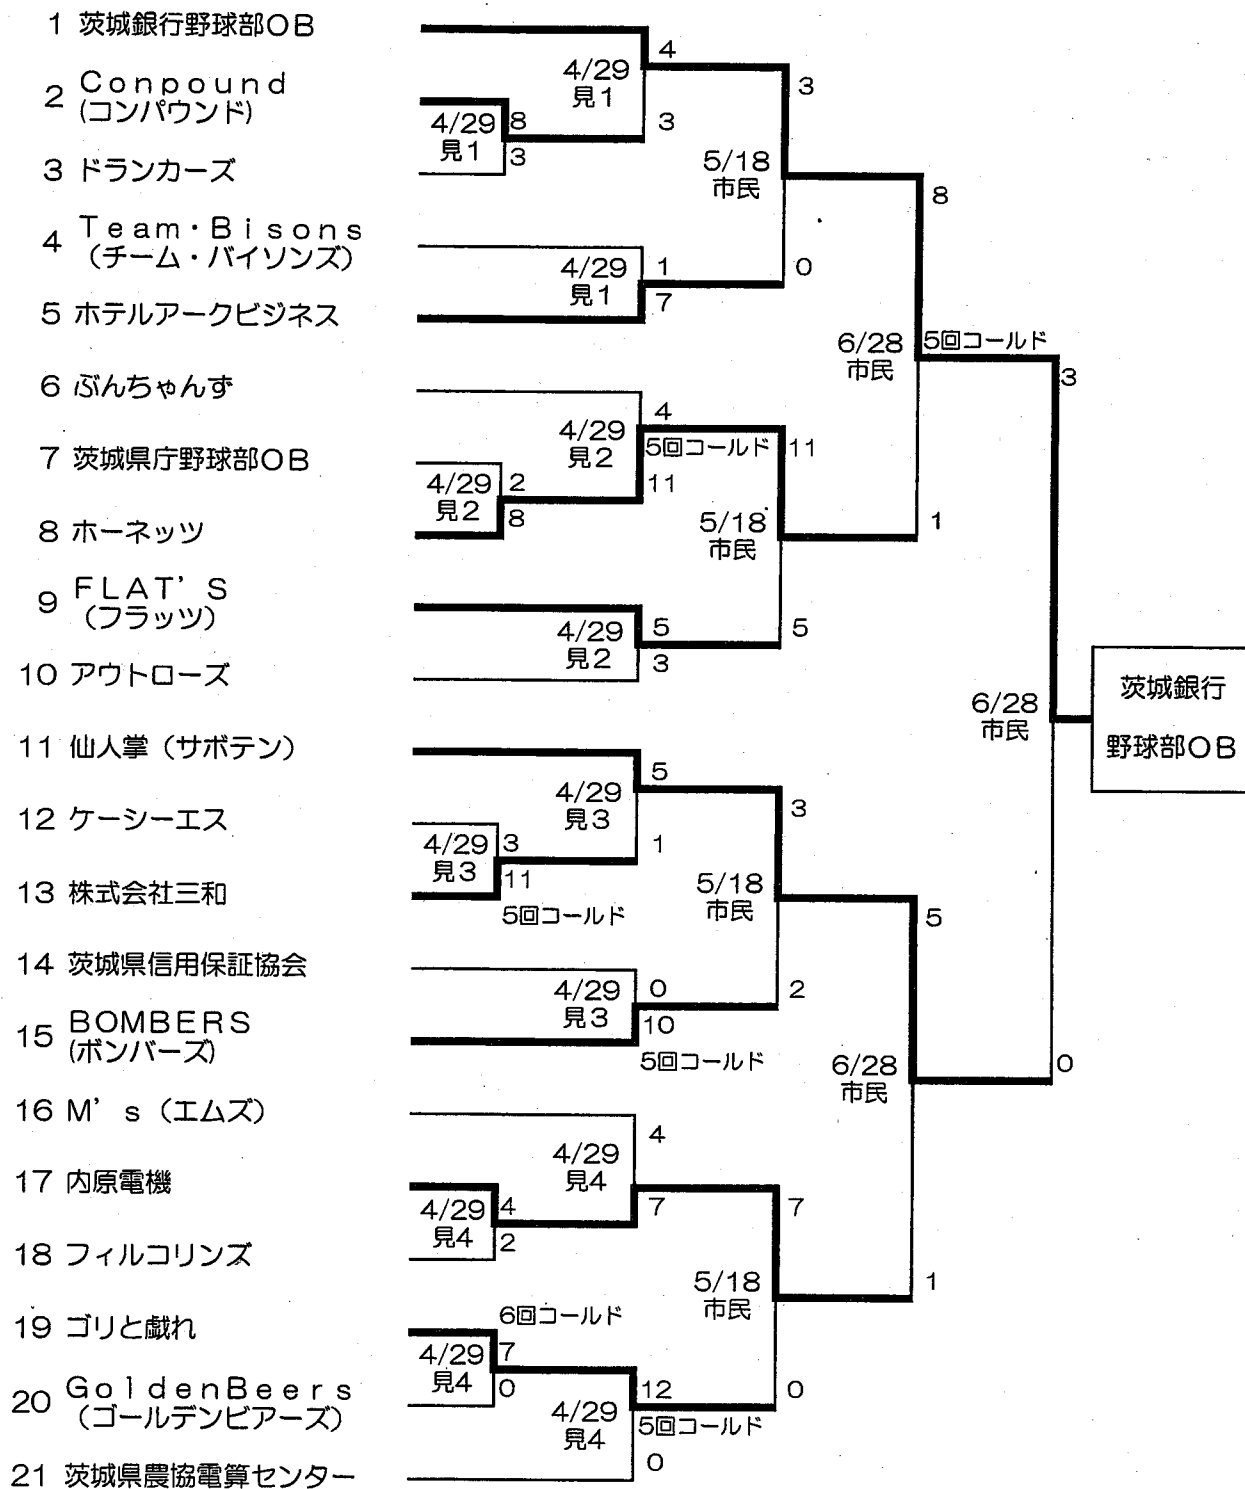 1 茨城銀行野球部OB
2 Conpound
(コンパウンド)
3 ドランカーズ
4 Team・Bisons
(チーム・バイソンズ)
5 ホテルアークビジネス
6 ぶんちゃんず
7 茨城県庁野球部OB
8 ホーネッツ
9 FLAT'S
(フラッツ)
10 アウトローズ
11 仙人掌(サボテン)
12 ケーシーエス
13 株式会社三和
14 茨城県信用保証協会
15 BOMBERS
(ボンバーズ)
16 M's(エムズ)
17 内原電機
18 フィルコリンズ
19 ゴリと戯れ
20 GoldenBeers
(ゴールデンビアーズ)
21 茨城県農協電算センター
4/29
見1
8
3
4/29
見1
4
3
4/29
見1
1
7
4/29
見2
2
8
4/29
見2
4
5回コールド
11
4/29
見2
5
3
4/29
見3
3
11
5回コールド
4/29
見3
5
1
4/29
見3
0
10
5回コールド
4/29
見4
4
2
4/29
見4
4
7
6回コールド
4/29
見4
7
0
4/29
見4
12
5回コールド
0
5/18
市民
3
0
5/18
市民
11
5
5/18
市民
3
2
5/18
市民
7
0
6/28
市民
8
5回コールド
1
6/28
市民
5
1
6/28
市民
3
0
茨城銀行
野球部OB